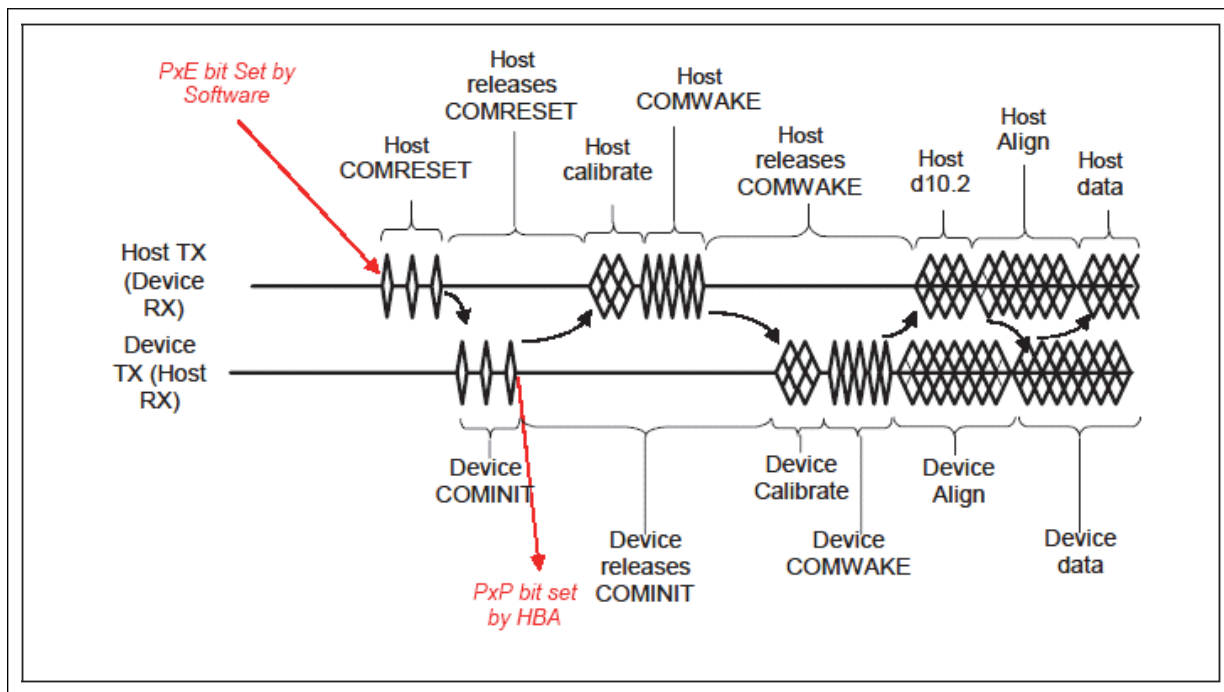 PxE bit Set by
Software
Host
releases
COMRESET
Host
COMWAKE
Host
COMRESET
Host
calibrate
Host
releases
COMWAKE
Host
d10.2
Host
Align
Host
data
Host TX
(Device
RX)
Device
TX (Host
RX)
Device
COMINIT
Device
Calibrate
Device
Align
Device
releases
COMINIT
Device
COMWAKE
Device
data
PxP bit set
by HBA